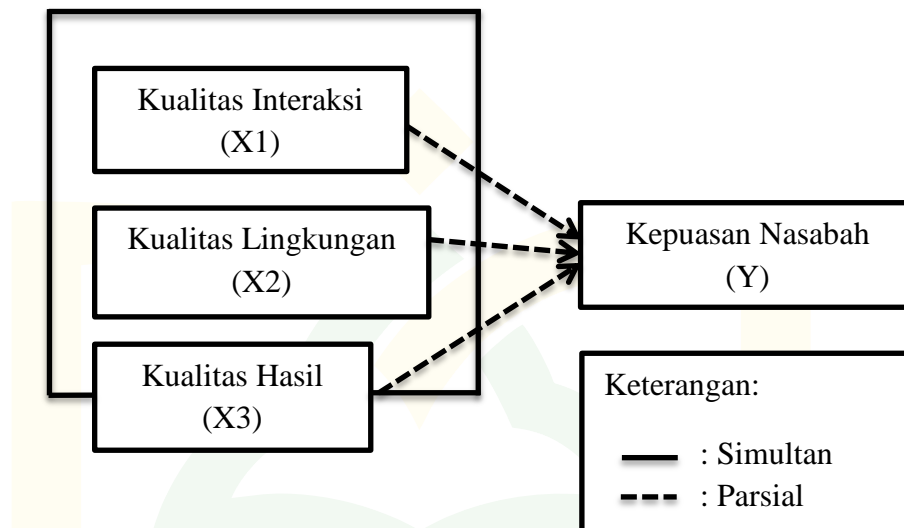 Kualitas Interaksi
(X1)
Kualitas Lingkungan
(X2)
Kualitas Hasil
(X3)
Kepuasan Nasabah
(Y)
Keterangan:
: Simultan
: Parsial